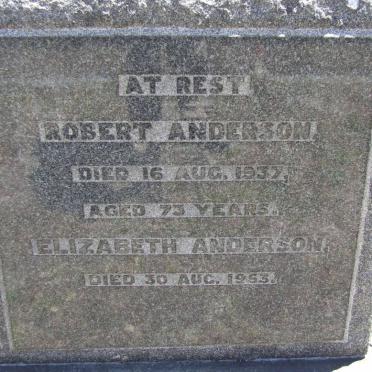 AT REST
ROBERT ANDERSON
DIED 16 AUG. 1937.
AGED 73 YEARS.
ELIZABETH ANDERSON
DIED 30 AUG. 1953.